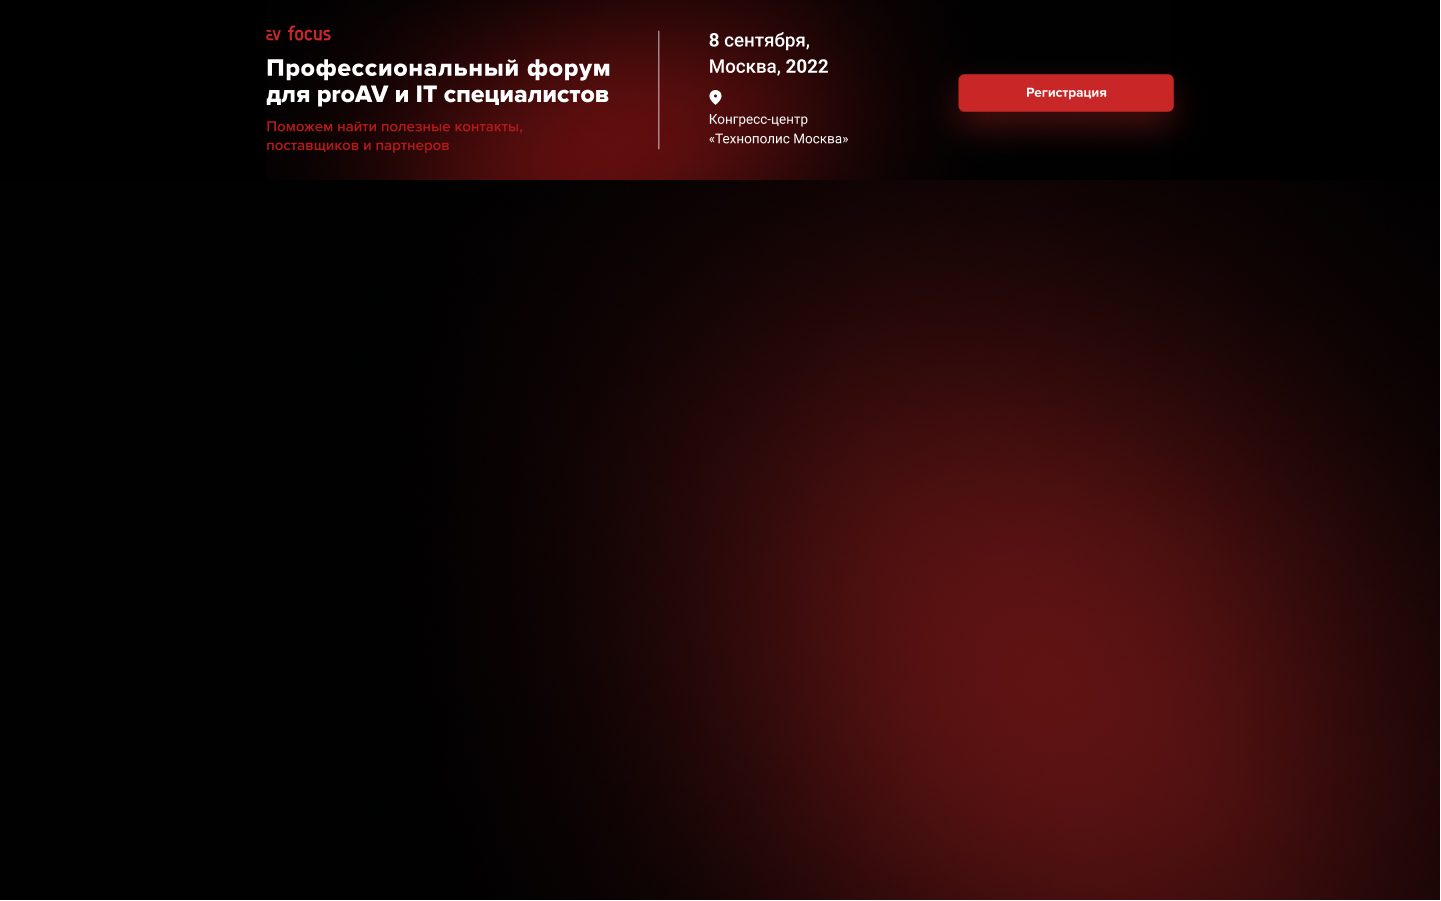 focus
Профессиональный форум
для proAV и IT специалистов
Поможем найти полезные контакты,
поставщиков и партнеров
8 сентября,
Москва, 2022
Конгресс-центр
«Технополис Москва»
Регистрация